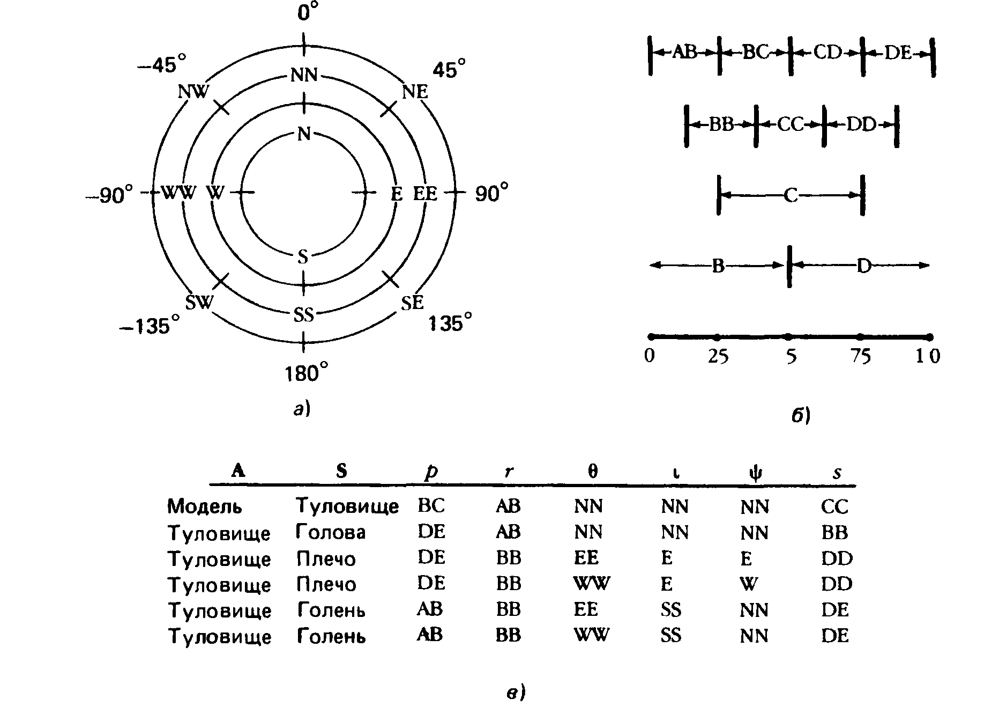 0°
−45° 45°
NW NN NE
N
−90° WW W E EE 90°
S
SW SS SE
−135° 135°
180°
а)
AB BC CD DE
BB CC DD
C
B D
0 25 5 75 1 0
б)
A S p r θ ι ψ s
Модель Туловище BC AB NN NN NN CC
Туловище Голова DE AB NN NN NN BB
Туловище Плечо DE BB EE E E DD
Туловище Плечо DE BB WW E W DD
Туловище Голень AB BB EE SS NN DE
Туловище Голень AB BB WW SS NN DE
в)